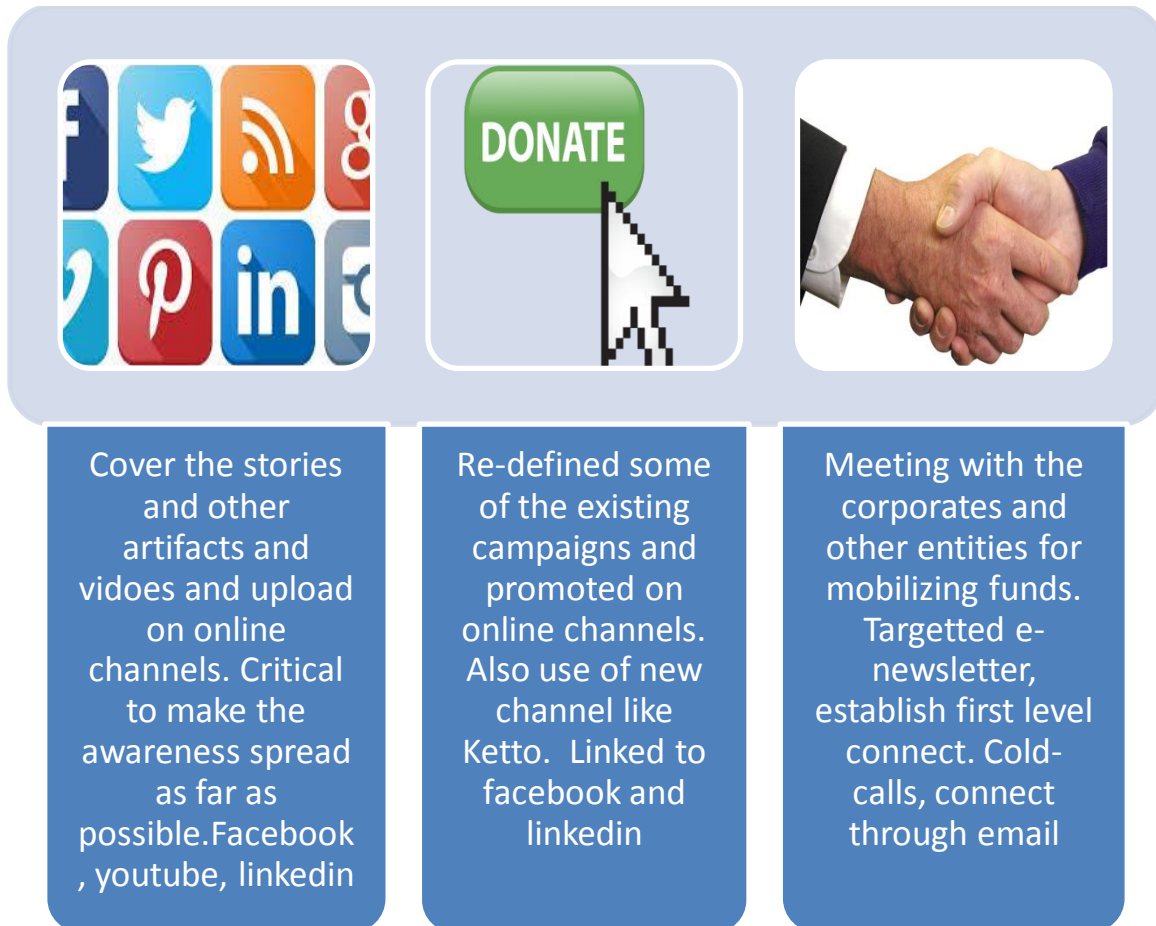 DONATE
in
Cover the stories
and other
artifacts and
vidoes and upload
on online
channels. Critical
to make the
awareness spread
as far as
possible.Facebook
, youtube, linkedin
Re-defined some
of the existing
campaigns and
promoted on
online channels.
Also use of new
channel like
Ketto.  Linked to
facebook and
linkedin
Meeting with the
corporates and
other entities for
mobilizing funds.
Targetted e-
newsletter,
establish first level
connect. Cold-
calls, connect
through email